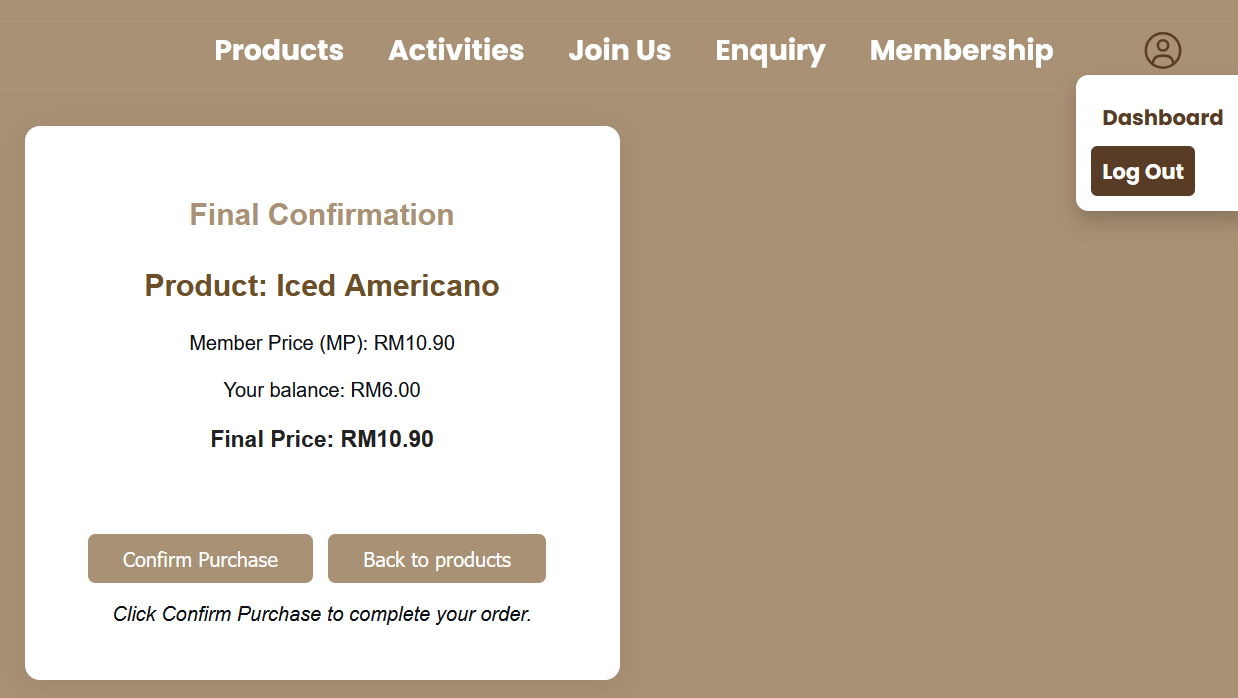 Products Activities Join Us Enquiry Membership
Dashboard
Log Out
Final Confirmation
Product: Iced Americano
Member Price (MP): RM10.90
Your balance: RM6.00
Final Price: RM10.90
Confirm Purchase Back to products
Click Confirm Purchase to complete your order.